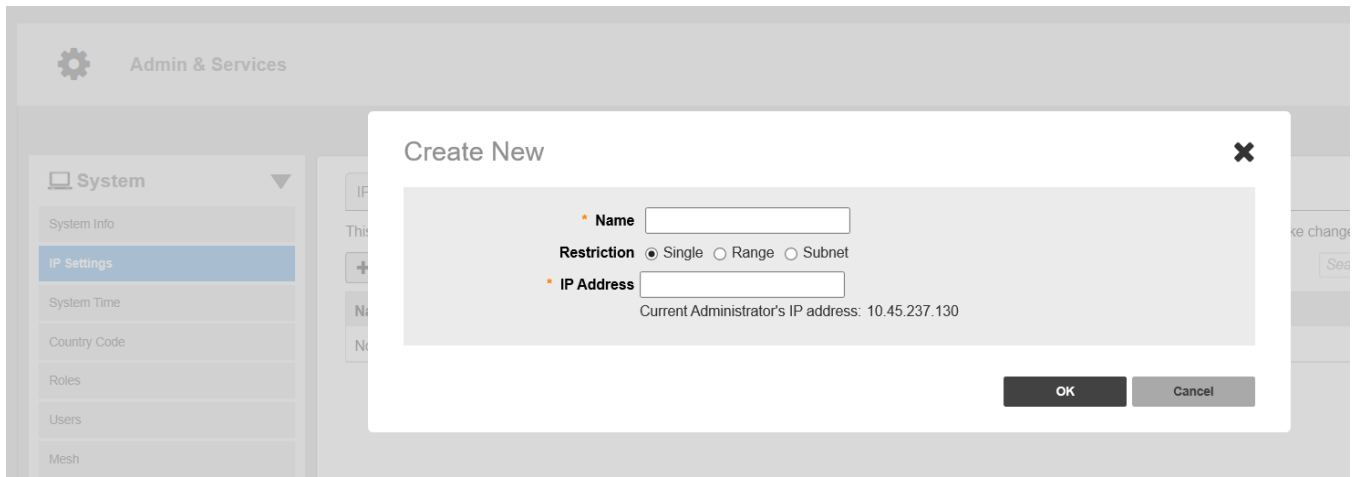 Admin & Services
Create New
System
System Info
IP Settings
System Time
Country Code
Roles
Users
Mesh
* Name
Restriction Single Range Subnet
* IP Address
Current Administrator's IP address: 10.45.237.130
OK Cancel
IP